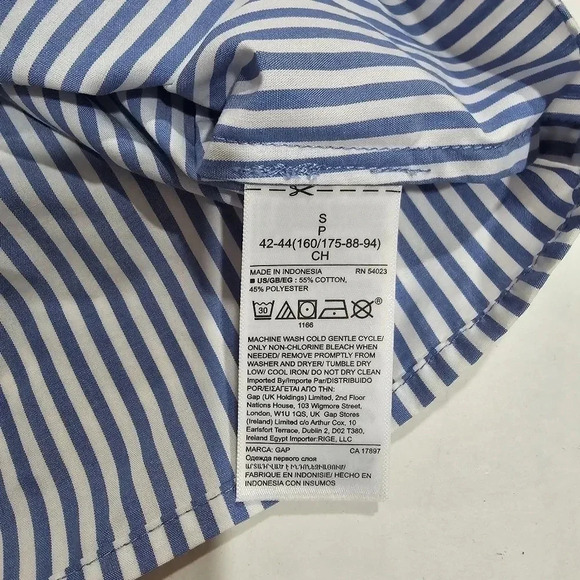 S
P
42-44(160/175-88-94)
CH
MADE IN INDONESIA RN 54023
US/GB/EG : 55% COTTON,
45% POLYESTER
30
1166
MACHINE WASH COLD GENTLE CYCLE/
ONLY NON-CHLORINE BLEACH WHEN
NEEDED/ REMOVE PROMPTLY FROM
WASHER AND DRYER/ TUMBLE DRY
LOW/ COOL IRON/ DO NOT DRY CLEAN
Imported By/Importe Par/DISTRIBUIDO
POR/ΕΙΣΑΓΕΤΑΙ ΑΠΟ ΤΗΝ:
Gap (UK Holdings) Limited, 2nd Floor
Nations House, 103 Wigmore Street,
London, W1U 1QS, UK Gap Stores
(Ireland) Limited c/o Arthur Cox, 10
Earlsfort Terrace, Dublin 2, D02 T380,
Ireland Egypt Importer:RIGE, LLC
MARCA: GAP CA 17897
Одежда первого слоя
ԱՐՏԱԴՐՎԱԾ Է ԻՆԴՈՆԵԶԻԱՅՈՒՄ
FABRIQUE EN INDONESIE/ HECHO EN
INDONESIA CON INSUMOS